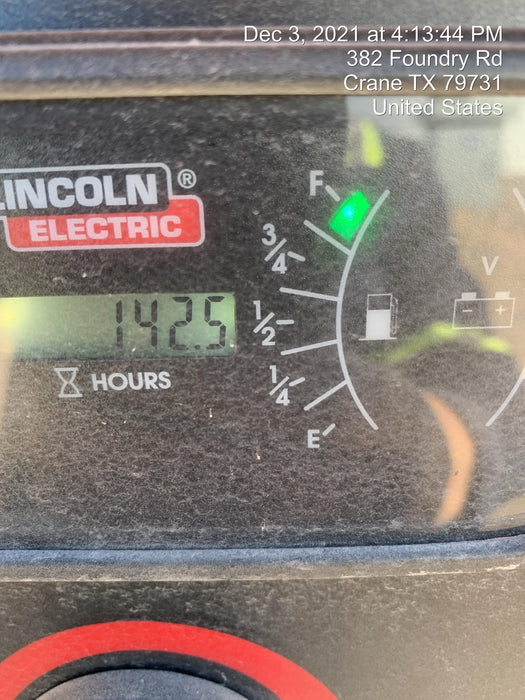 Dec 3, 2021 at 4:13:44 PM
382 Foundry Rd
Crane TX 79731
United States
LINCOLN ®
ELECTRIC
142.5
HOURS
F
3/4
1/2
1/4
E
V
- +